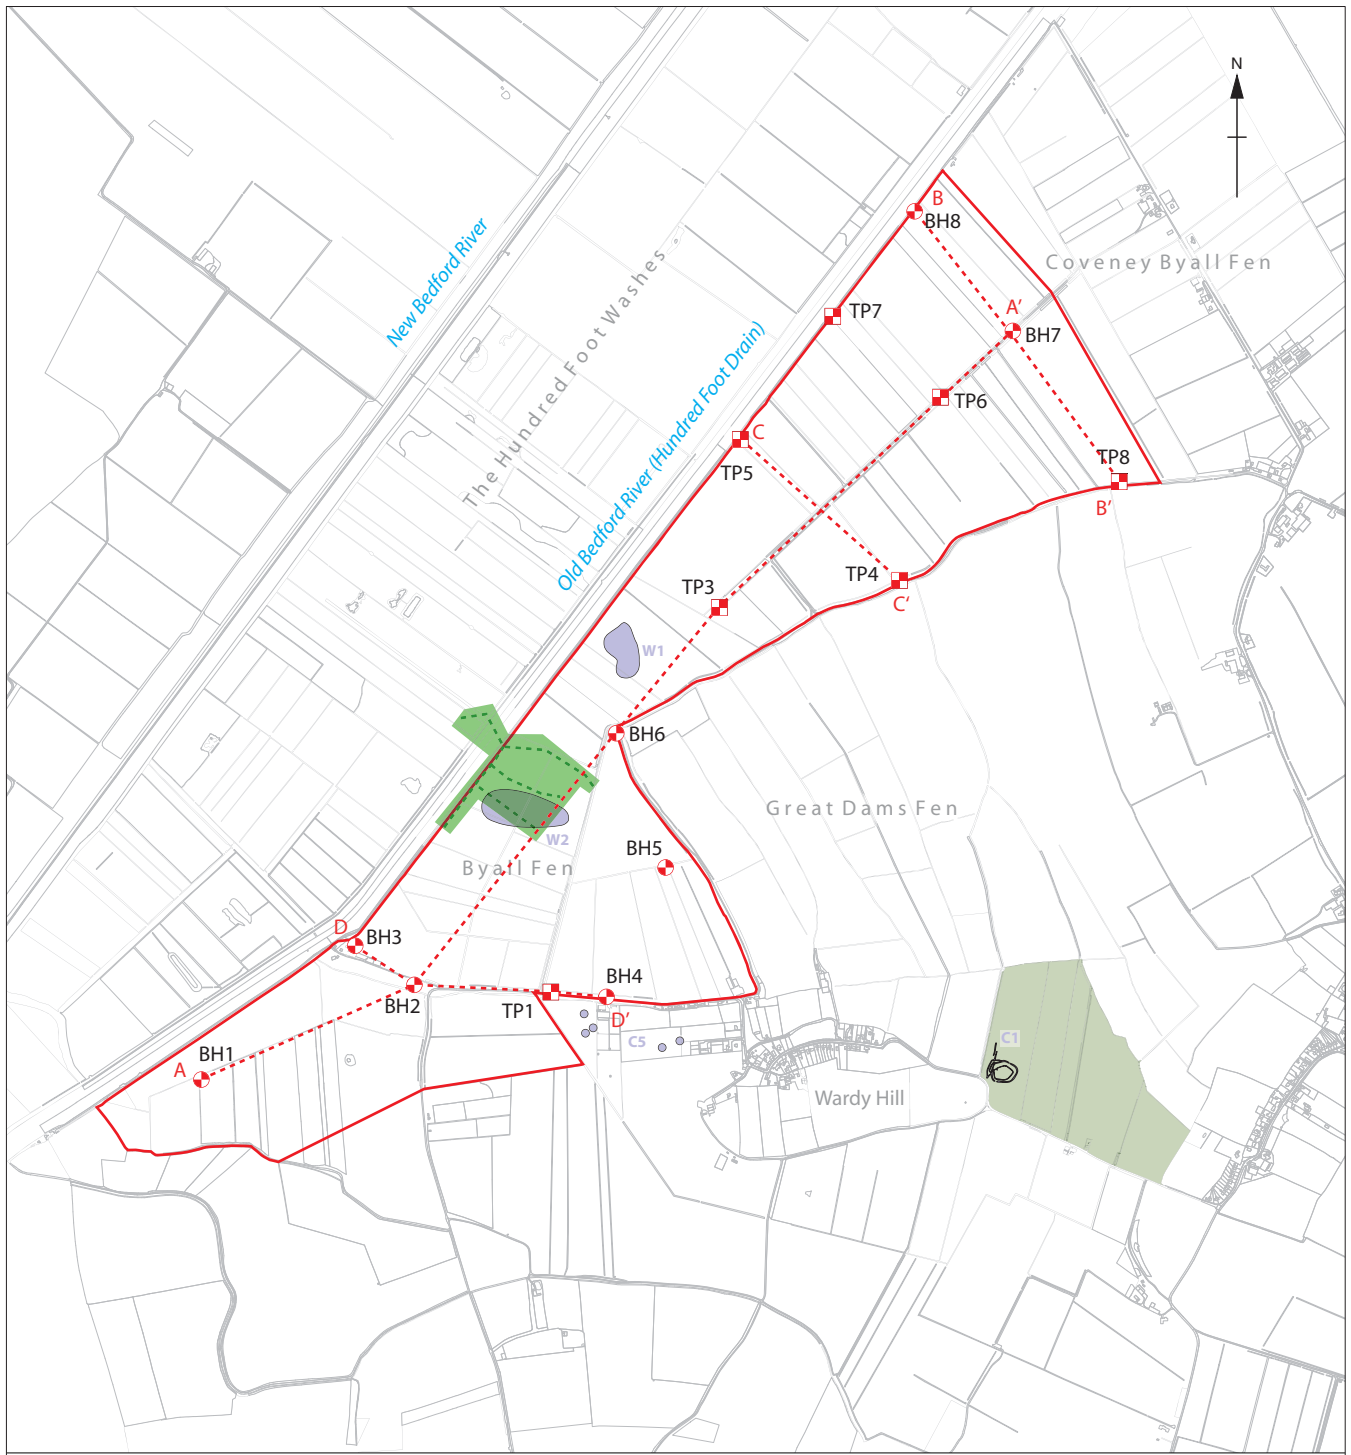 N
B
BH8
Coveney Byall Fen
New Bedford River
The Hundred Foot Washes
A’
BH7
TP7
Old Bedford River (Hundred Foot Drain)
TP6
C
TP5
TP8
B’
TP4
C’
TP3
W1
BH6
Great Dams Fen
W2
BH5
Byall Fen
D
BH3
BH4
BH2
TP1
D’
C5
C1
BH1
A
Wardy Hill